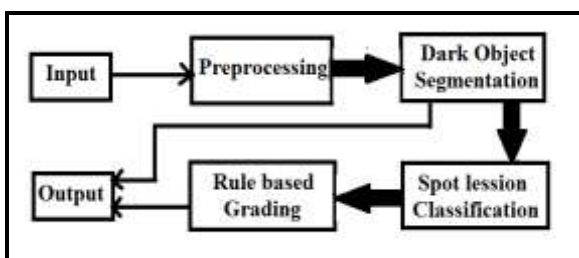 Input
Preprocessing
Dark Object
Segmentation
Output
Rule based
Grading
Spot lession
Classification